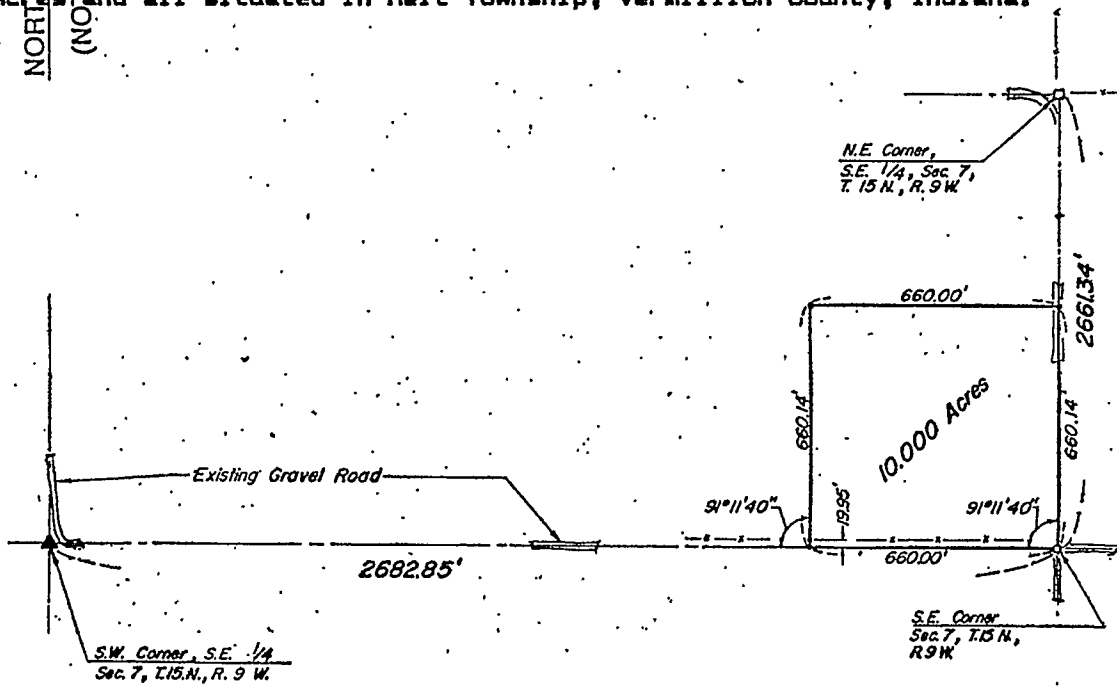 and all situated in Helt Township, Vermillion County, Indiana.
(NO
N.E. Corner,
S.E. 1/4, Sec. 7,
T. 15 N., R. 9 W.
2661.34'
660.00'
660.14'
10.000 Acres
660.14'
Existing Gravel Road
91°11'40"
19.95'
91°11'40"
2682.85'
660.00'
S.W. Corner, S.E. 1/4
Sec. 7, T.15.N., R. 9 W.
S.E. Corner
Sec. 7, T.15 N.,
R.9 W.